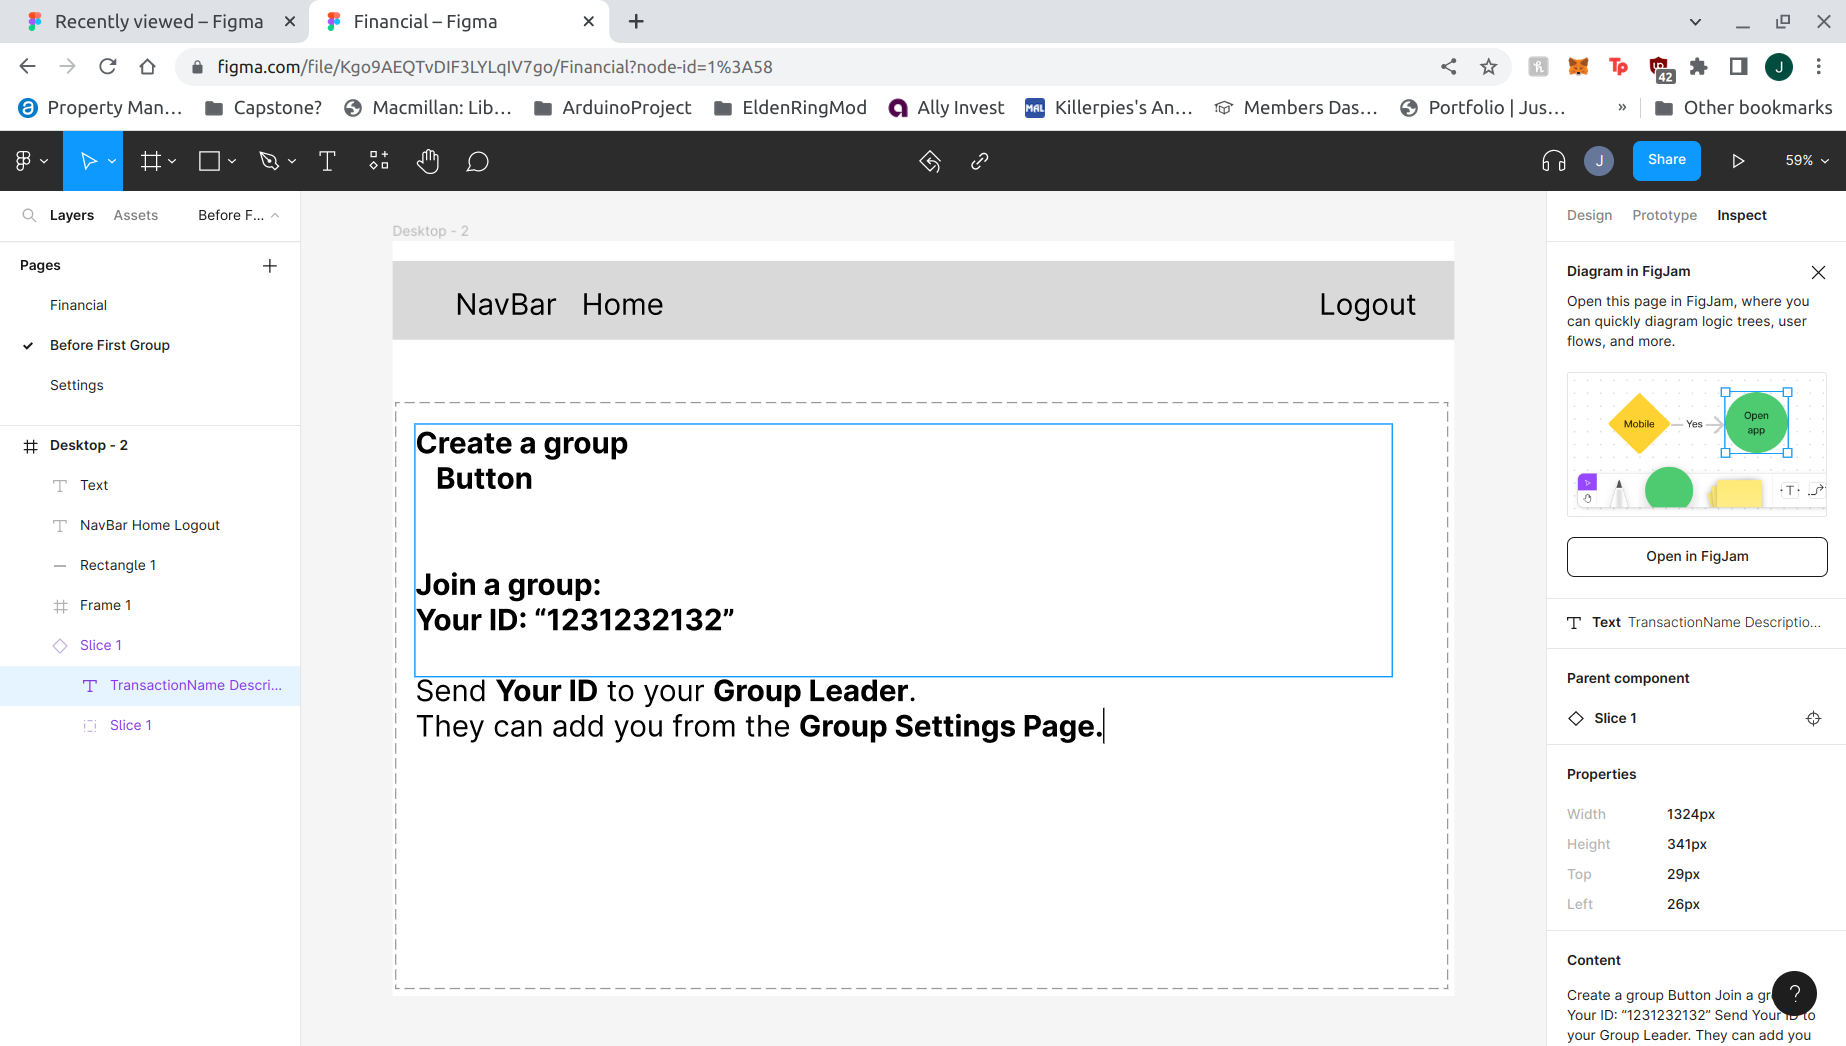 Recently viewed – Figma
Financial – Figma
figma.com/file/Kgo9AEQTvDIF3LYLqIV7go/Financial?node-id=1%3A58
42
J
Property Man...
Capstone?
Macmillan: Lib...
ArduinoProject
EldenRingMod
Ally Invest
MAL
Killerpies's An...
Members Das...
Portfolio | Jus...
»
Other bookmarks
J
Share
59%
Layers
Assets
Before F...
Design
Prototype
Inspect
Pages
Financial
Before First Group
Settings
Desktop - 2
Text
NavBar Home Logout
Rectangle 1
Frame 1
Slice 1
TransactionName Descri...
Slice 1
Desktop - 2
NavBar Home Logout
Create a group
Button
Join a group:
Your ID: “1231232132”
Send Your ID to your Group Leader.
They can add you from the Group Settings Page.
Diagram in FigJam
Open this page in FigJam, where you
can quickly diagram logic trees, user
flows, and more.
Mobile
Yes
Open
app
Open in FigJam
Text TransactionName Descriptio...
Parent component
Slice 1
Properties
Width 1324px
Height 341px
Top 29px
Left 26px
Content
Create a group Button Join a gr
Your ID: “1231232132” Send Your ID to
your Group Leader. They can add you
?